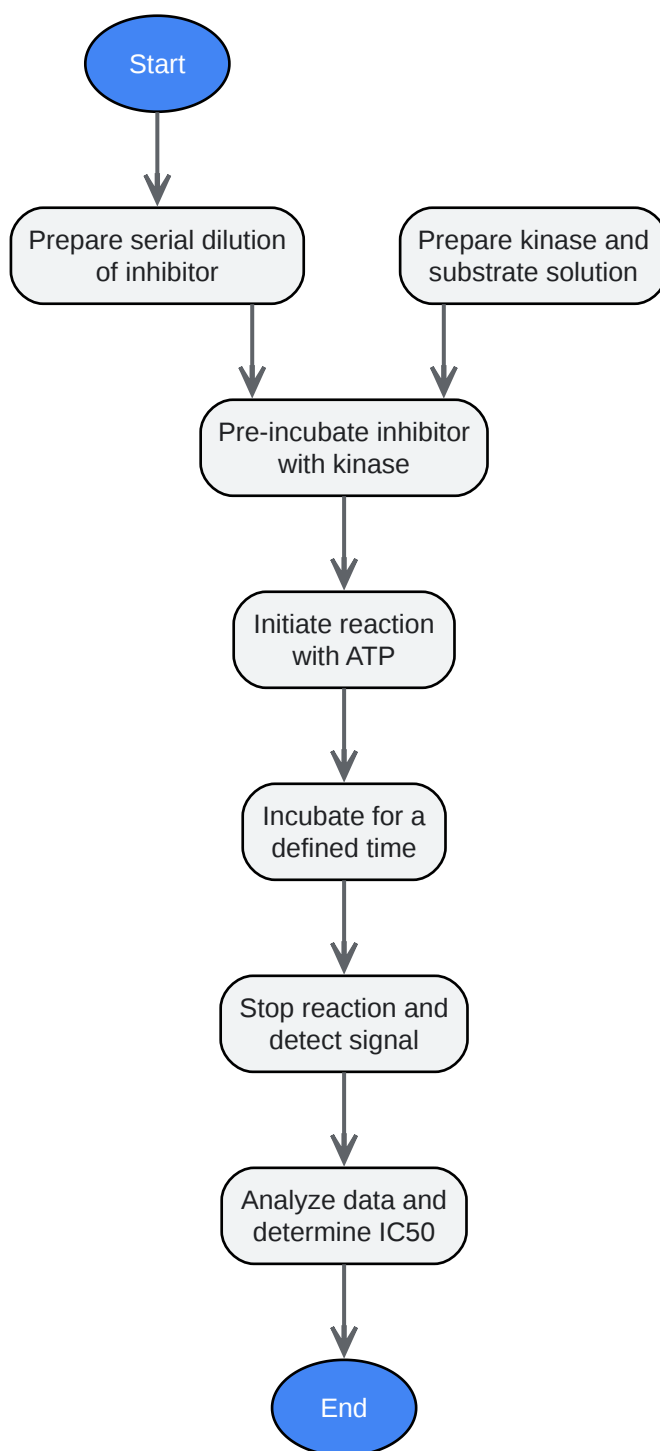 Start
Prepare serial dilution
of inhibitor
Prepare kinase and
substrate solution
Pre-incubate inhibitor
with kinase
Initiate reaction
with ATP
Incubate for a
defined time
Stop reaction and
detect signal
Analyze data and
determine IC50
End